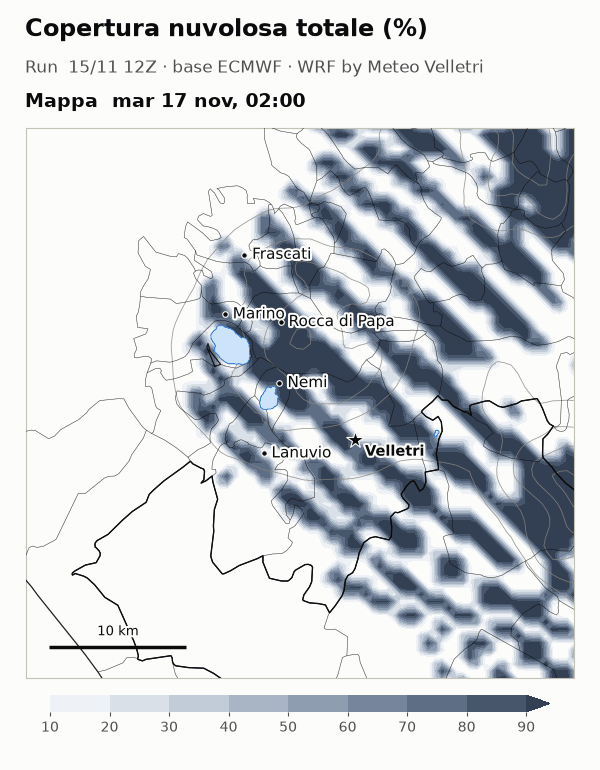 Copertura nuvolosa totale (%)
Run  15/11 12Z · base ECMWF · WRF by Meteo Velletri
Mappa  mar 17 nov, 02:00
Frascati
Marino
Rocca di Papa
Nemi
Velletri
Lanuvio
10 km
10 20 30 40 50 60 70 80 90